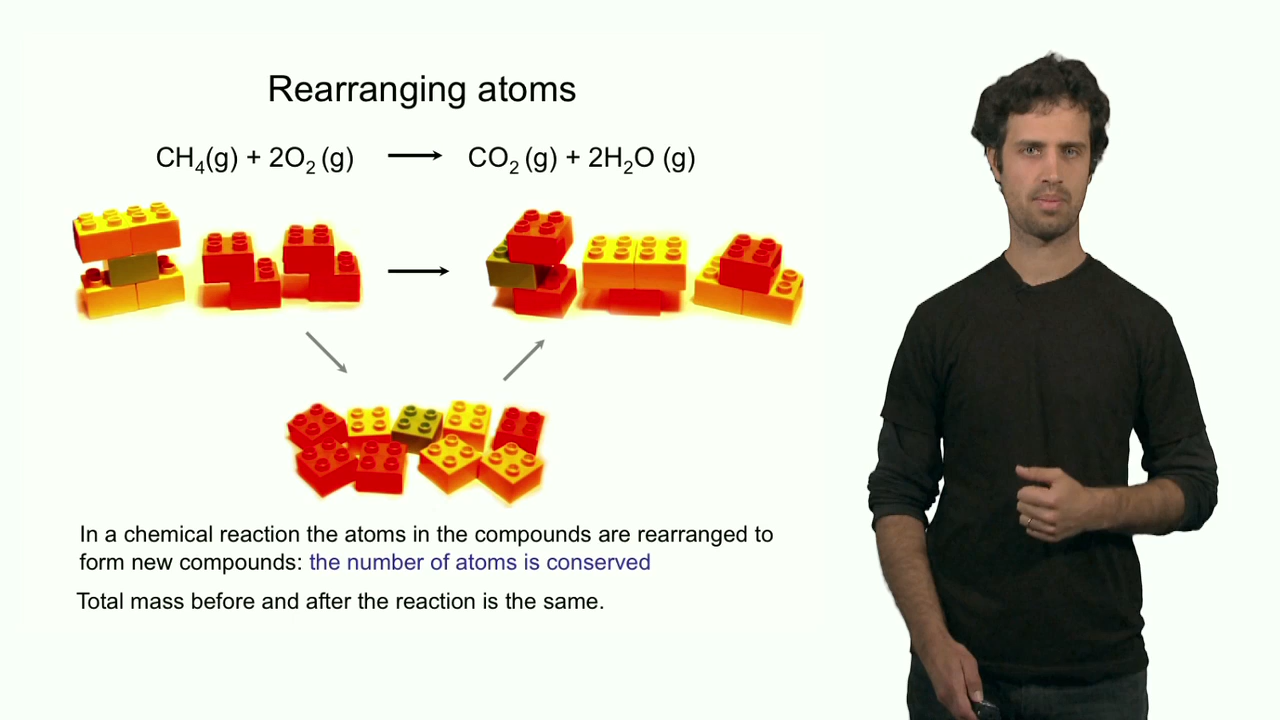 Rearranging atoms
CH₄(g) + 2O₂ (g) ⟶ CO₂ (g) + 2H₂O (g)
In a chemical reaction the atoms in the compounds are rearranged to
form new compounds: the number of atoms is conserved
Total mass before and after the reaction is the same.